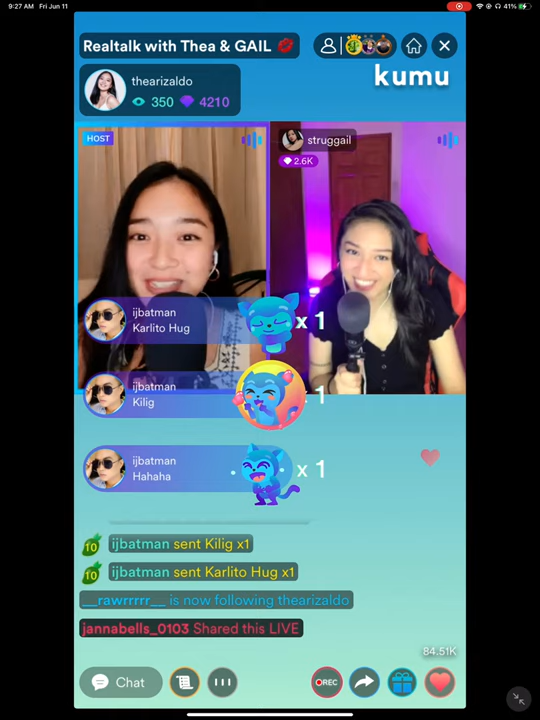 9:27 AM Fri Jun 11
41%
Realtalk with Thea & GAIL 💋
thearizaldo
350 4210
kumu
HOST
struggail
2.6K
ijbatman
Karlito Hug
x 1
ijbatman
Kilig
1
ijbatman
Hahaha
x 1
10 ijbatman sent Kilig x1
10 ijbatman sent Karlito Hug x1
__rawrrrrr__ is now following thearizaldo
jannabells_0103 Shared this LIVE
84.51K
Chat
REC